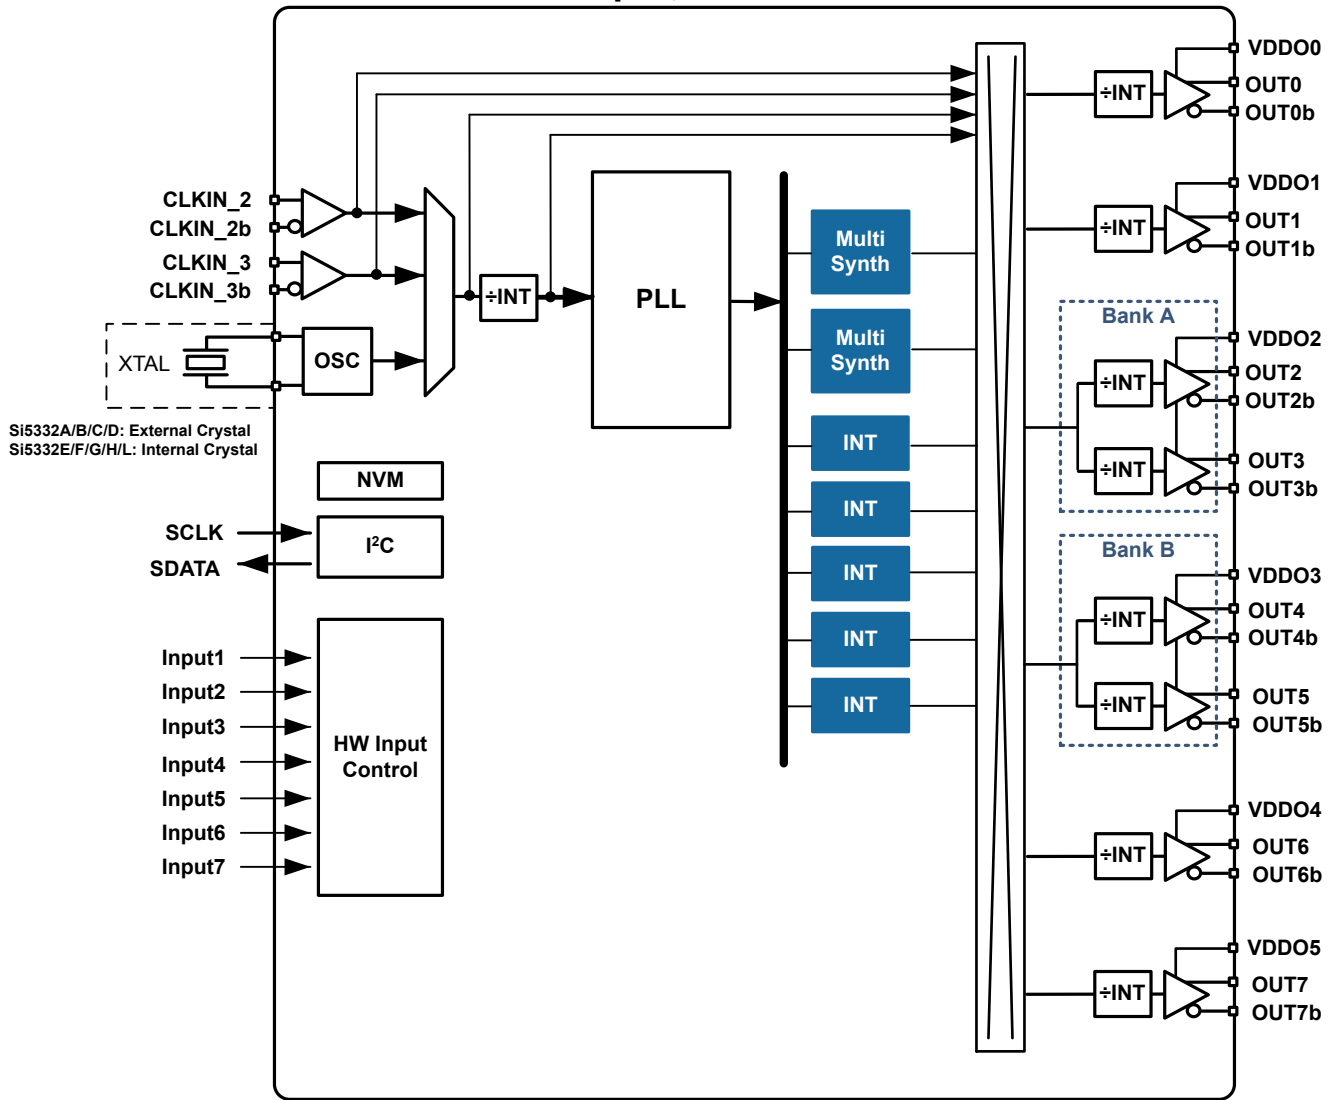 VDDO0
OUT0
OUT0b
÷INT
VDDO1
OUT1
OUT1b
÷INT
CLKIN_2
CLKIN_2b
CLKIN_3
CLKIN_3b
XTAL
OSC
÷INT
PLL
Multi
Synth
Multi
Synth
INT
INT
INT
INT
INT
Si5332A/B/C/D: External Crystal
Si5332E/F/G/H/L: Internal Crystal
NVM
SCLK
SDATA
I²C
Input1
Input2
Input3
Input4
Input5
Input6
Input7
HW Input
Control
Bank A
÷INT
÷INT
VDDO2
OUT2
OUT2b
OUT3
OUT3b
Bank B
÷INT
÷INT
VDDO3
OUT4
OUT4b
OUT5
OUT5b
÷INT
VDDO4
OUT6
OUT6b
÷INT
VDDO5
OUT7
OUT7b